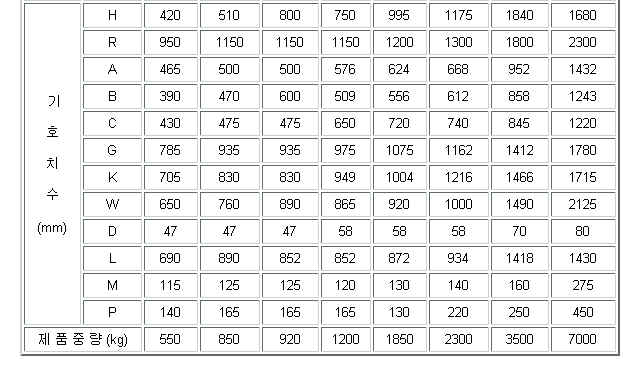 H 420 510 800 750 995 1175 1840 1680
R 950 1150 1150 1150 1200 1300 1800 2300
A 465 500 500 576 624 668 952 1432
기 B 390 470 600 509 556 612 858 1243
호 C 430 475 475 650 720 740 845 1220
G 785 935 935 975 1075 1162 1412 1780
치 K 705 830 830 949 1004 1216 1466 1715
수 W 650 760 890 865 920 1000 1490 2125
(mm) D 47 47 47 58 58 58 70 80
L 690 890 852 852 872 934 1418 1430
M 115 125 125 120 130 140 160 275
P 140 165 165 165 130 220 250 450
제 품 중 량 (kg) 550 850 920 1200 1850 2300 3500 7000